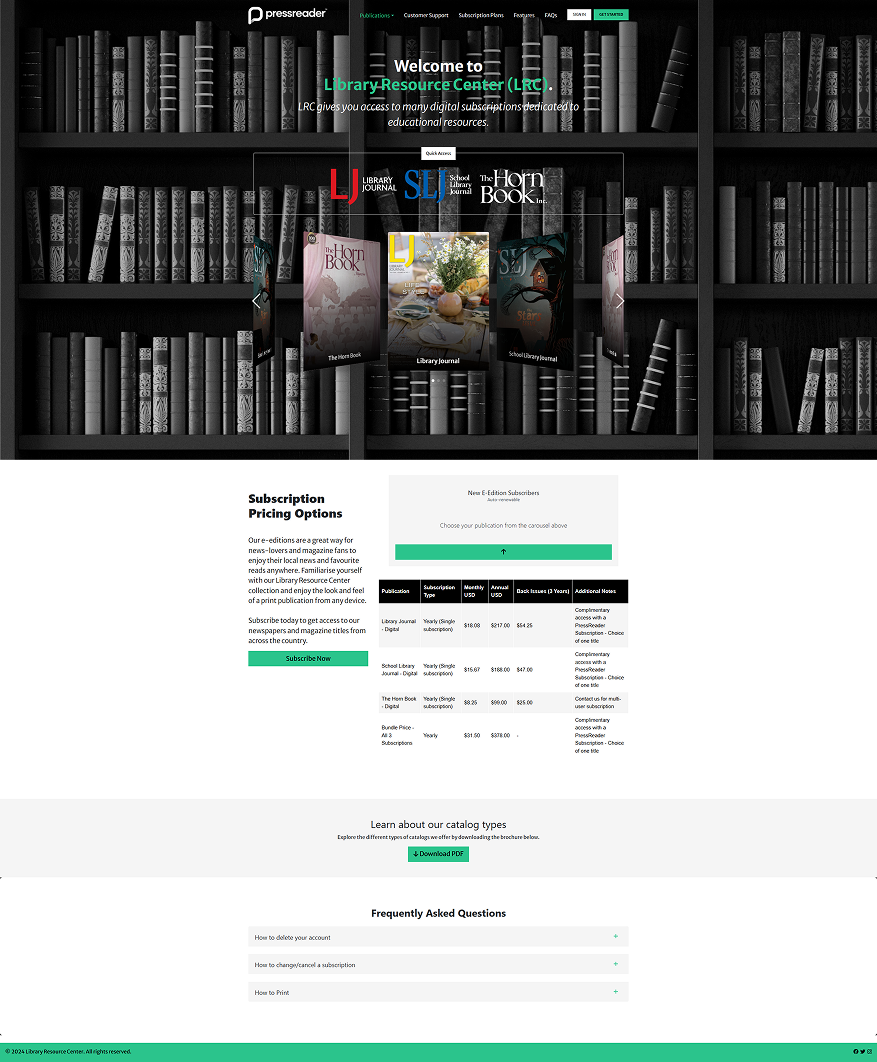 pressreader
Publications Customer Support Subscription Plans Features FAQs SIGN IN GET STARTED
Welcome to
Library Resource Center (LRC).
LRC gives you access to many digital subscriptions dedicated to
educational resources.
Quick Access
LJ LIBRARY JOURNAL
SLJ School Library Journal
The Horn Book Inc.
SLJ
The Horn Book
The Horn Book
LJ
LIFE STYLE
Library Journal
SLJ
School Library Journal
Subscription
Pricing Options
Our e-editions are a great way for
news-lovers and magazine fans to
enjoy their local news and favourite
reads anywhere. Familiarise yourself
with our Library Resource Center
collection and enjoy the look and feel
of a print publication from any device.
Subscribe today to get access to our
newspapers and magazine titles from
across the country.
Subscribe Now
New E-Edition Subscribers
Auto-renewable
Choose your publication from the carousel above
Publication Subscription Type Monthly USD Annual USD Back Issues (3 Years) Additional Notes
Library Journal - Digital Yearly (Single subscription) $18.08 $217.00 $54.25 Complimentary access with a PressReader Subscription - Choice of one title
School Library Journal - Digital Yearly (Single subscription) $15.67 $188.00 $47.00 Complimentary access with a PressReader Subscription - Choice of one title
The Horn Book - Digital Yearly (Single subscription) $8.25 $99.00 $25.00 Contact us for multi-user subscription
Bundle Price - All 3 Subscriptions Yearly $31.50 $378.00 - Complimentary access with a PressReader Subscription - Choice of one title
Learn about our catalog types
Explore the different types of catalogs we offer by downloading the brochure below.
Download PDF
Frequently Asked Questions
How to delete your account +
How to change/cancel a subscription +
How to Print +
© 2024 Library Resource Center. All rights reserved.